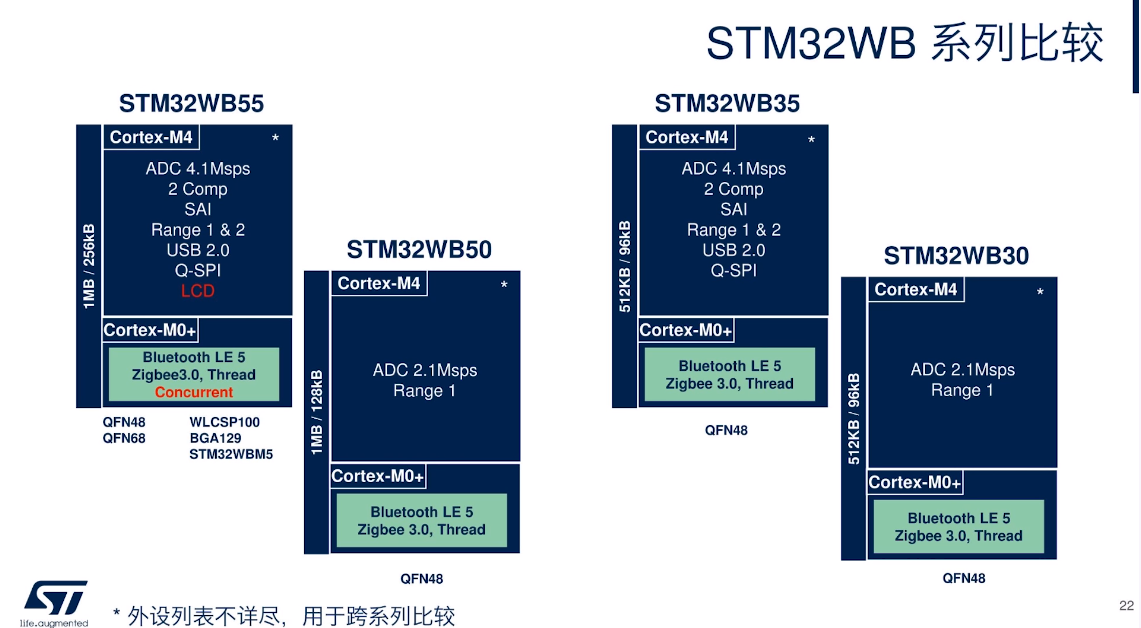 STM32WB 系列比较
STM32WB55
1MB / 256kB
Cortex-M4
*
ADC 4.1Msps
2 Comp
SAI
Range 1 & 2
USB 2.0
Q-SPI
LCD
Cortex-M0+
Bluetooth LE 5
Zigbee3.0, Thread
Concurrent
QFN48
QFN68
WLCSP100
BGA129
STM32WBM5
STM32WB50
1MB / 128kB
Cortex-M4
*
ADC 2.1Msps
Range 1
Cortex-M0+
Bluetooth LE 5
Zigbee 3.0, Thread
QFN48
STM32WB35
512KB / 96kB
Cortex-M4
*
ADC 4.1Msps
2 Comp
SAI
Range 1 & 2
USB 2.0
Q-SPI
Cortex-M0+
Bluetooth LE 5
Zigbee 3.0, Thread
QFN48
STM32WB30
512KB / 96kB
Cortex-M4
*
ADC 2.1Msps
Range 1
Cortex-M0+
Bluetooth LE 5
Zigbee 3.0, Thread
QFN48
ST
life.augmented
* 外设列表不详尽，用于跨系列比较
22